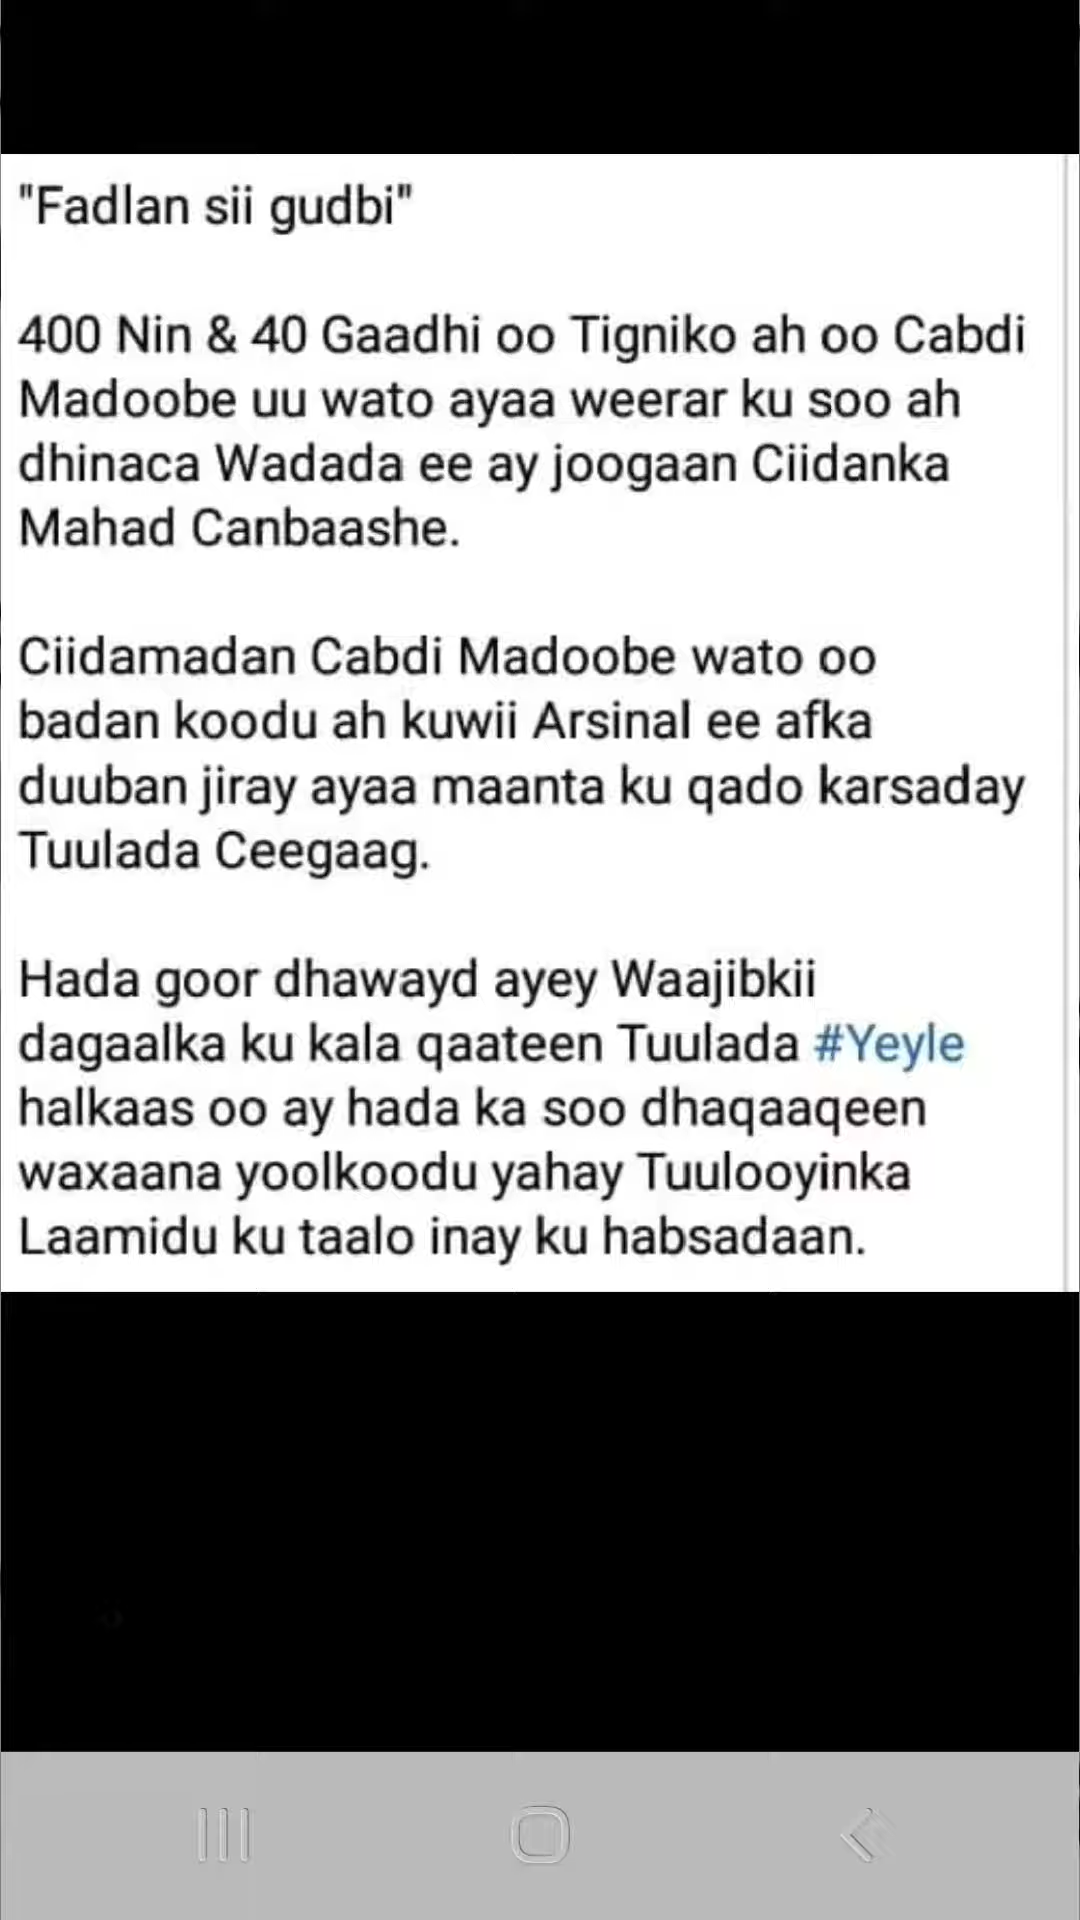 "Fadlan sii gudbi"
400 Nin & 40 Gaadhi oo Tigniko ah oo Cabdi
Madoobe uu wato ayaa weerar ku soo ah
dhinaca Wadada ee ay joogaan Ciidanka
Mahad Canbaashe.
Ciidamadan Cabdi Madoobe wato oo
badan koodu ah kuwii Arsinal ee afka
duuban jiray ayaa maanta ku qado karsaday
Tuulada Ceegaag.
Hada goor dhawayd ayey Waajibkii
dagaalka ku kala qaateen Tuulada #Yeyle
halkaas oo ay hada ka soo dhaqaaqeen
waxaana yoolkoodu yahay Tuulooyinka
Laamidu ku taalo inay ku habsadaan.